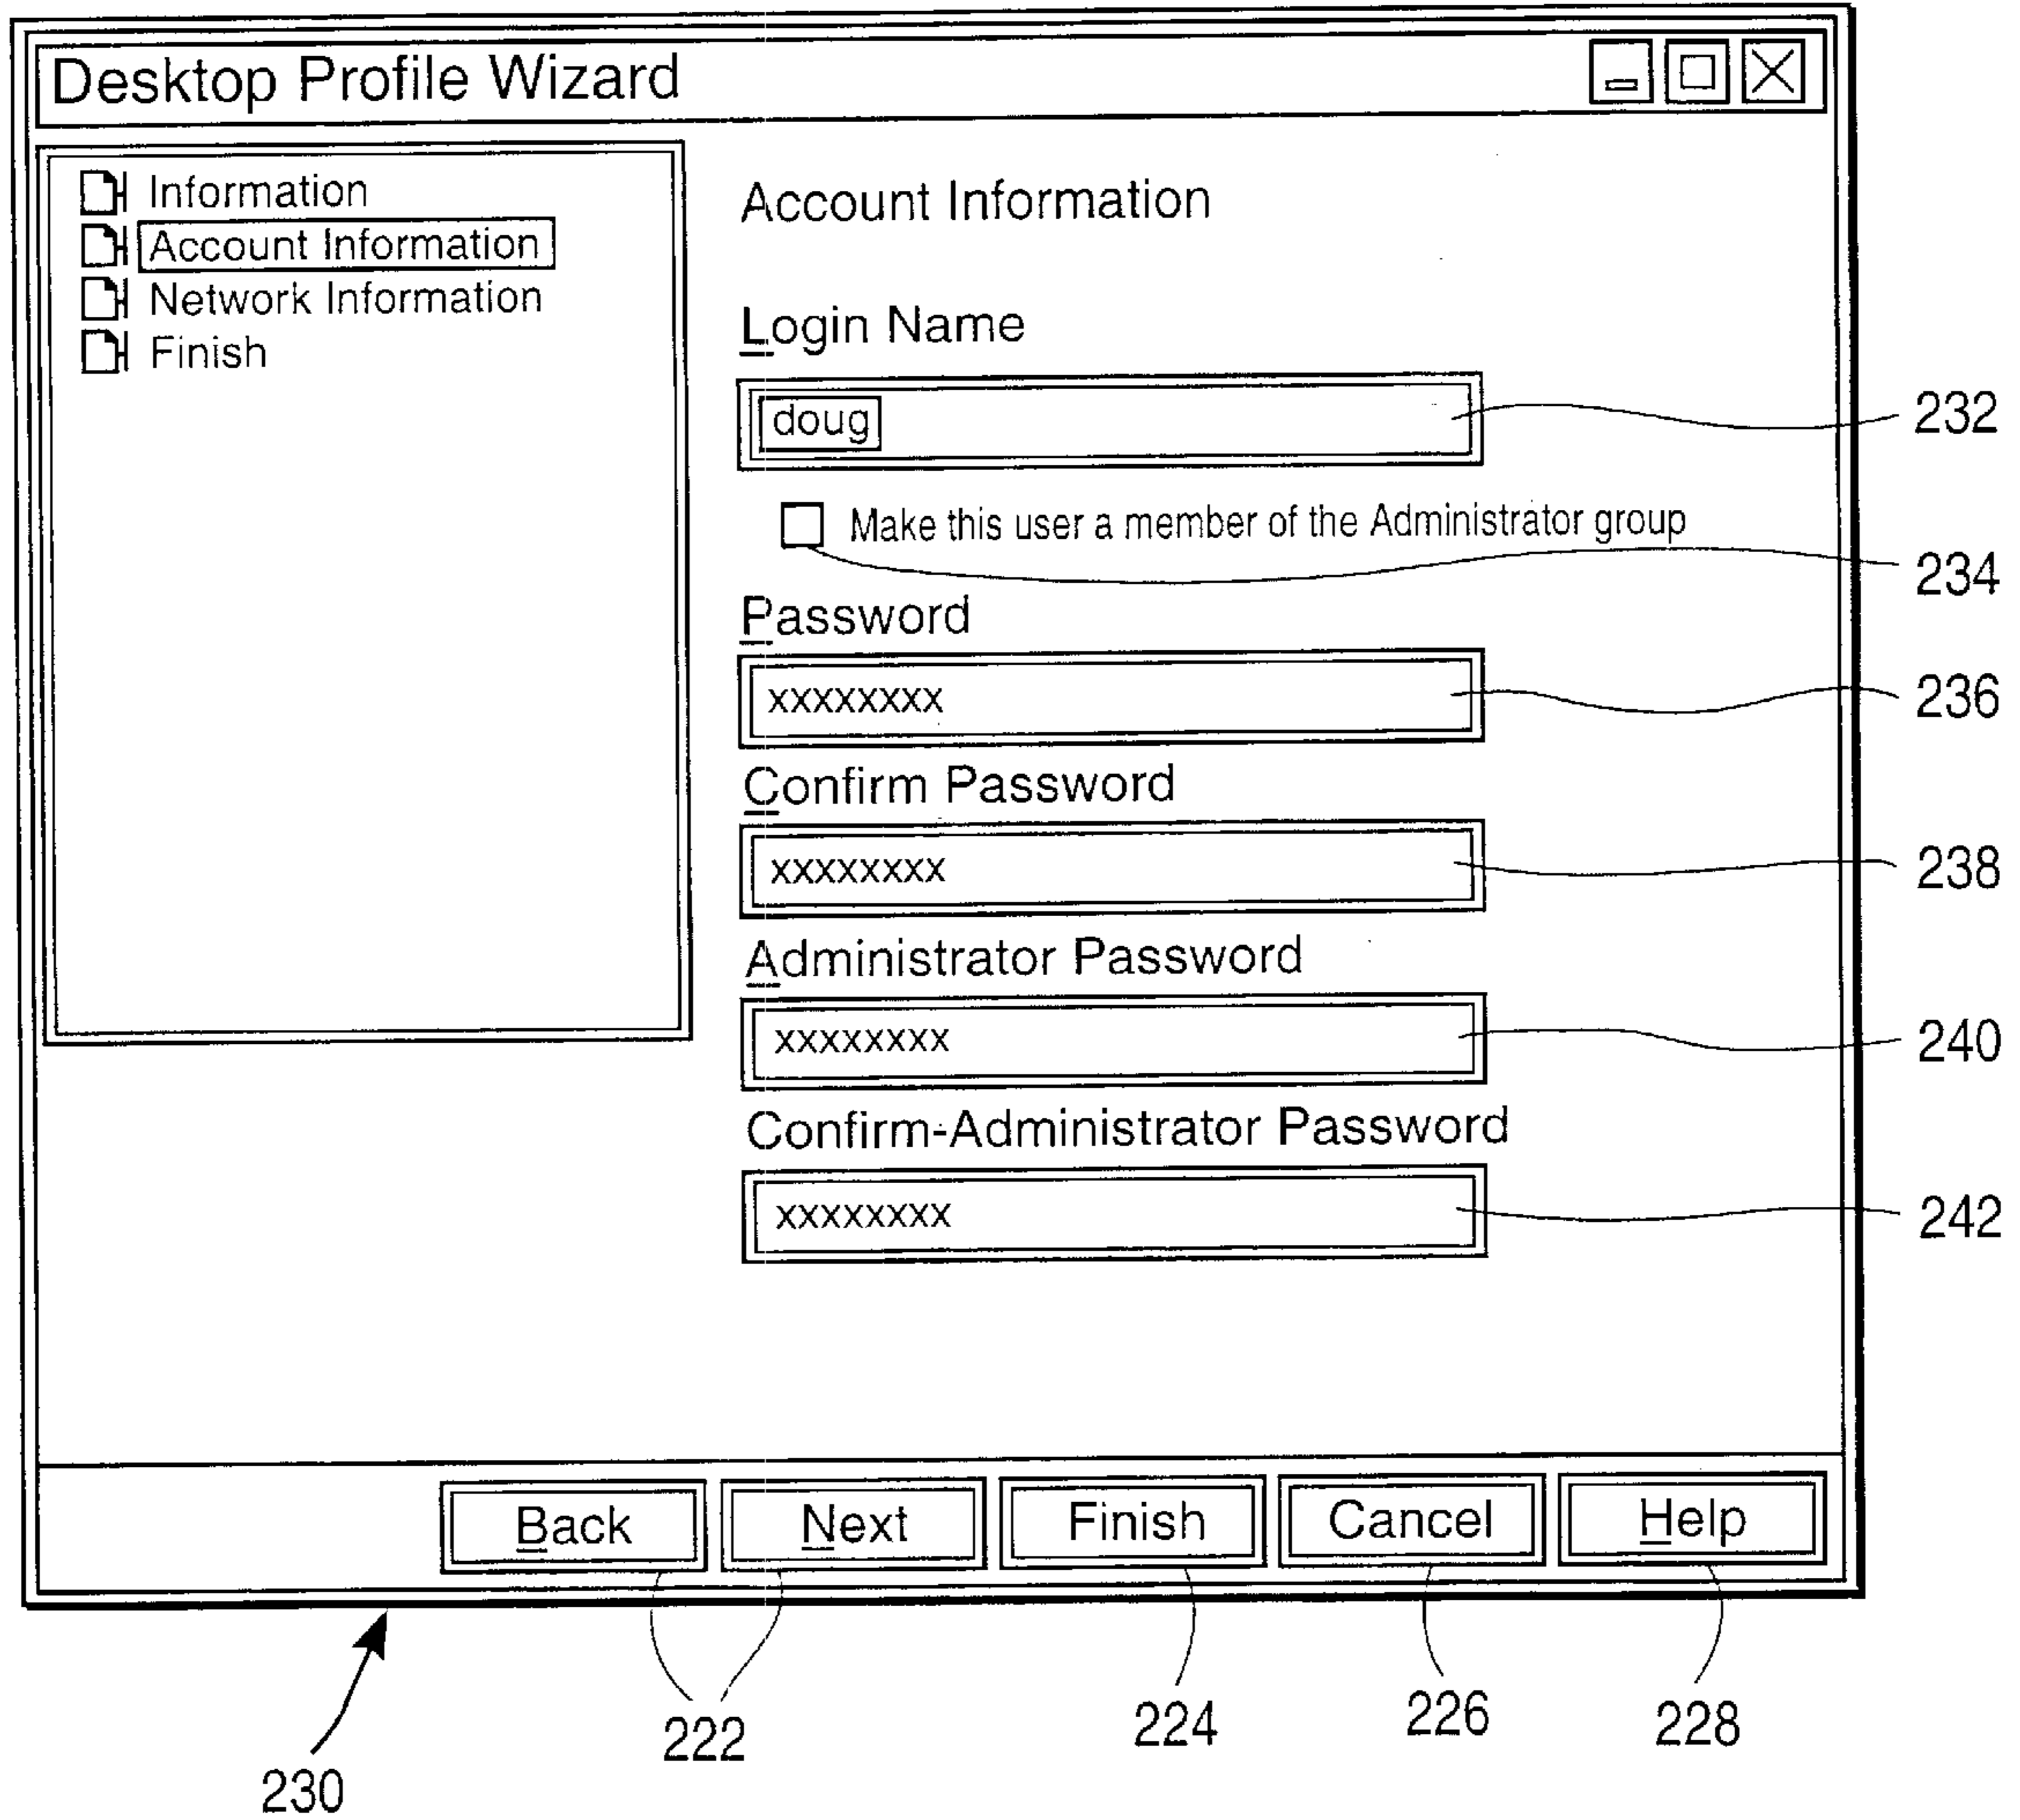 Desktop Profile Wizard
Information
Account Information
Network Information
Finish
Account Information
Login Name
doug
232
Make this user a member of the Administrator group
234
Password
xxxxxxxx
236
Confirm Password
xxxxxxxx
238
Administrator Password
xxxxxxxx
240
Confirm-Administrator Password
xxxxxxxx
242
Back Next Finish Cancel Help
222 224 226 228
230